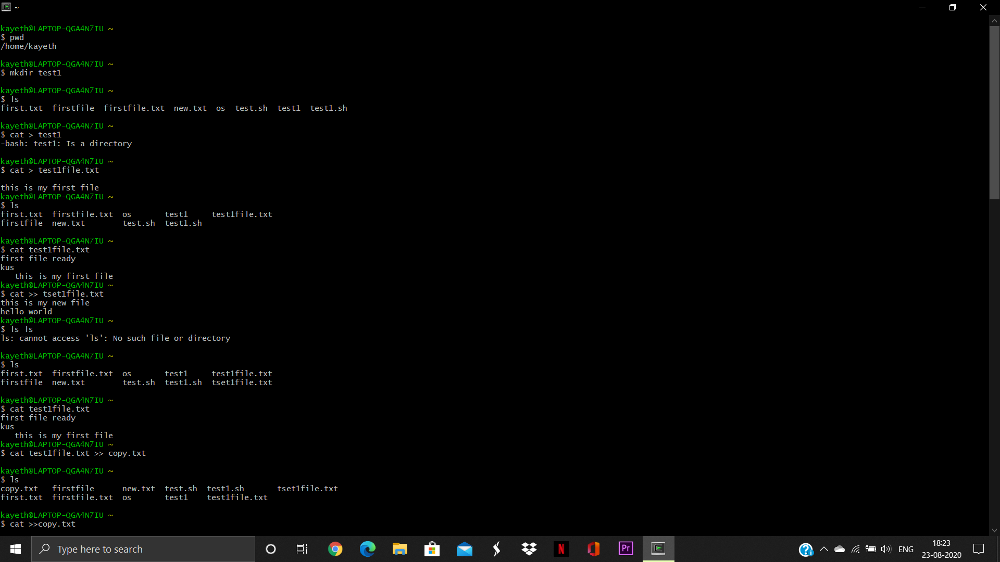 ~
kayeth@LAPTOP-QGA4N7IU ~
$ pwd
/home/kayeth
kayeth@LAPTOP-QGA4N7IU ~
$ mkdir test1
kayeth@LAPTOP-QGA4N7IU ~
$ ls
first.txt  firstfile  firstfile.txt  new.txt  os  test.sh  test1  test1.sh
kayeth@LAPTOP-QGA4N7IU ~
$ cat > test1
-bash: test1: Is a directory
kayeth@LAPTOP-QGA4N7IU ~
$ cat > test1file.txt
this is my first file
kayeth@LAPTOP-QGA4N7IU ~
$ ls
first.txt  firstfile.txt  os       test1     test1file.txt
firstfile  new.txt        test.sh  test1.sh
kayeth@LAPTOP-QGA4N7IU ~
$ cat test1file.txt
first file ready
kus
   this is my first file
kayeth@LAPTOP-QGA4N7IU ~
$ cat >> tset1file.txt
this is my new file
hello world
kayeth@LAPTOP-QGA4N7IU ~
$ ls ls
ls: cannot access 'ls': No such file or directory
kayeth@LAPTOP-QGA4N7IU ~
$ ls
first.txt  firstfile.txt  os       test1     test1file.txt
firstfile  new.txt        test.sh  test1.sh  tset1file.txt
kayeth@LAPTOP-QGA4N7IU ~
$ cat test1file.txt
first file ready
kus
   this is my first file
kayeth@LAPTOP-QGA4N7IU ~
$ cat test1file.txt >> copy.txt
kayeth@LAPTOP-QGA4N7IU ~
$ ls
copy.txt   firstfile      new.txt  test.sh  test1.sh       tset1file.txt
first.txt  firstfile.txt  os       test1    test1file.txt
kayeth@LAPTOP-QGA4N7IU ~
$ cat >>copy.txt
Type here to search
N
Pr
ENG
18:23
23-08-2020